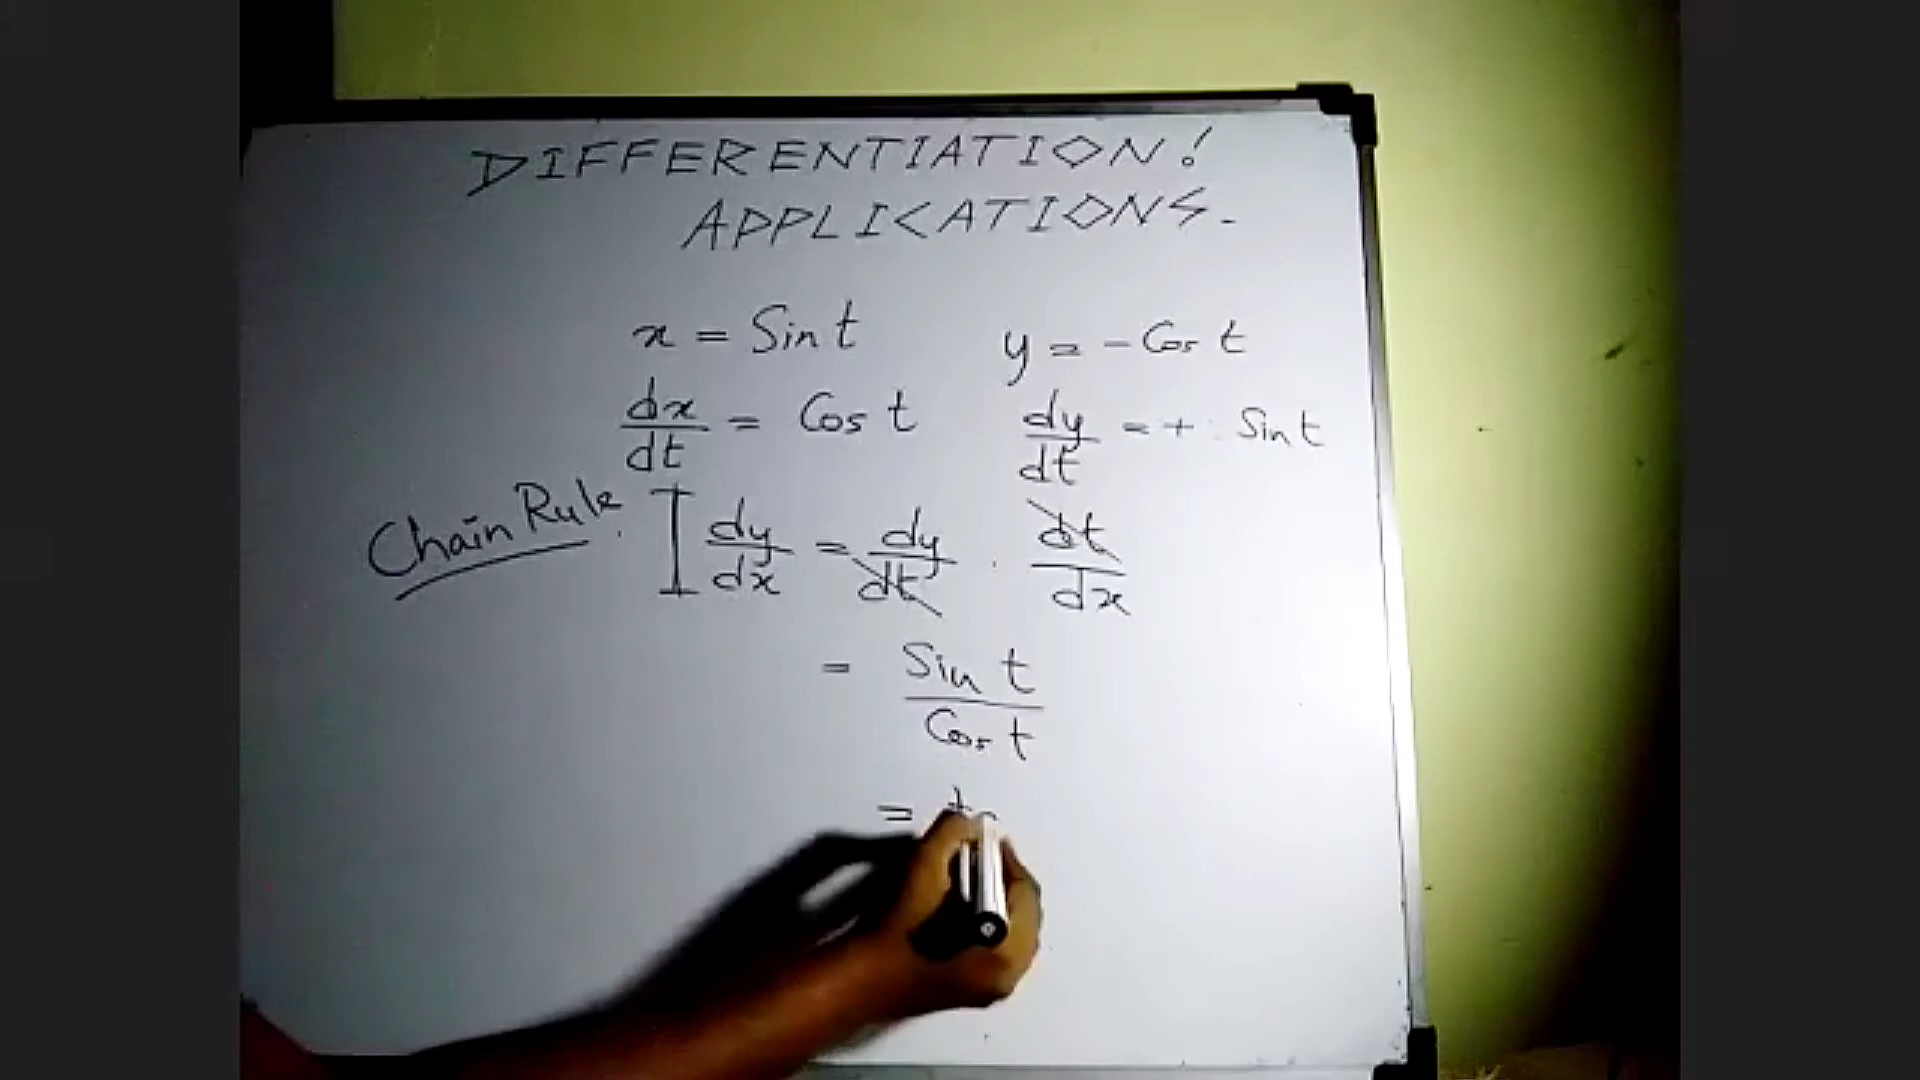 DIFFERENTIATION!
APPLICATIONS.
x = Sin t y = - Cos t
dx/dt = Cos t dy/dt = + Sin t
Chain Rule. dy/dx = dy/dt . dt/dx
= Sin t / Cos t
=